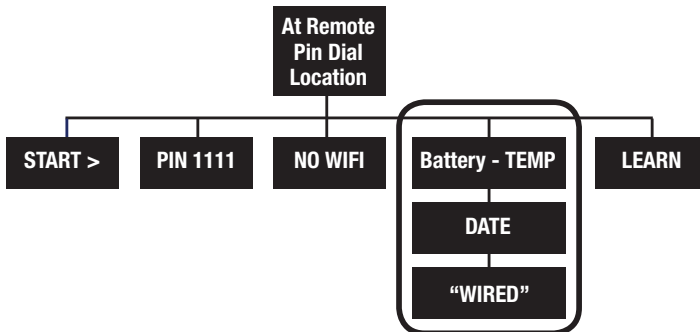 At Remote
Pin Dial
Location
START >
PIN 1111
NO WIFI
Battery - TEMP
LEARN
DATE
“WIRED”